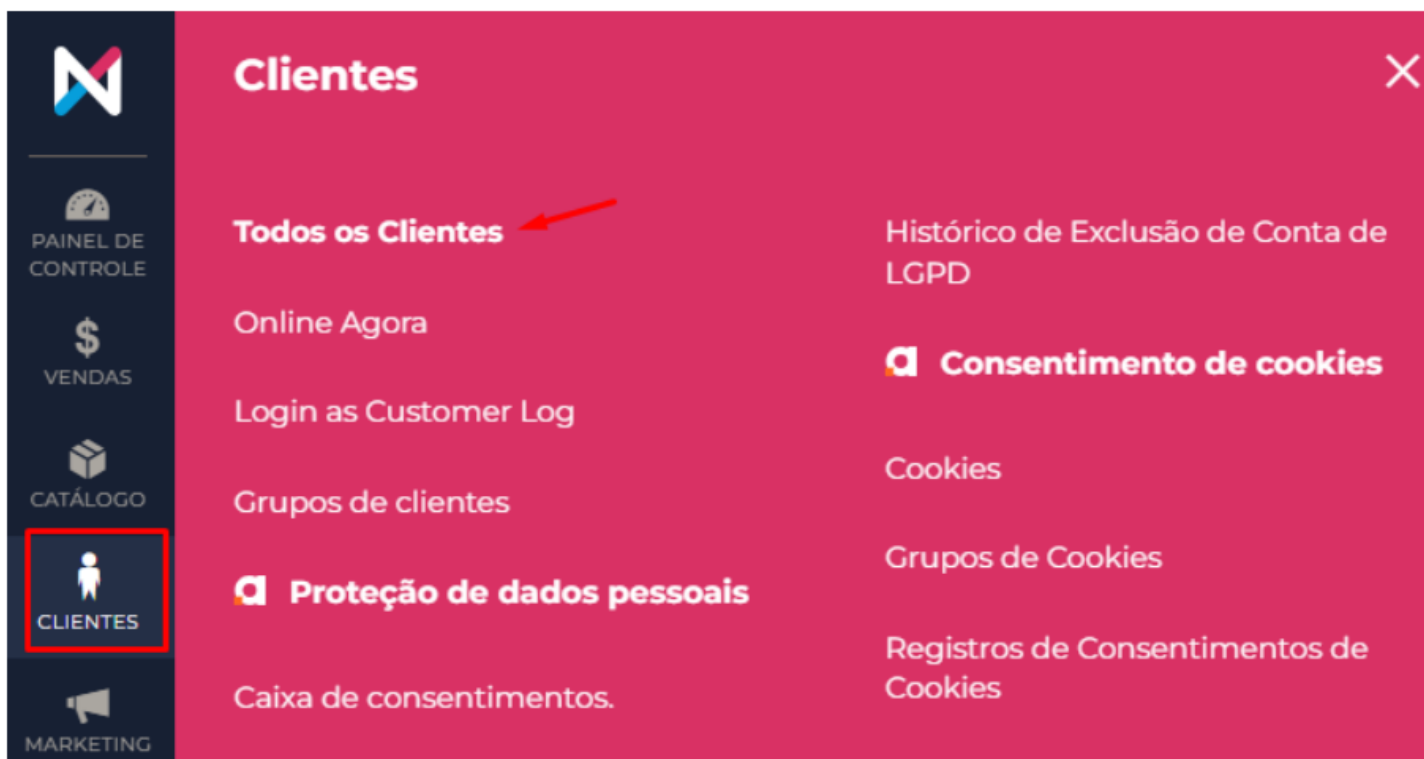 Clientes
PAINEL DE
CONTROLE
VENDAS
CATÁLOGO
CLIENTES
MARKETING
Todos os Clientes
Online Agora
Login as Customer Log
Grupos de clientes
Proteção de dados pessoais
Caixa de consentimentos.
Histórico de Exclusão de Conta de
LGPD
Consentimento de cookies
Cookies
Grupos de Cookies
Registros de Consentimentos de
Cookies